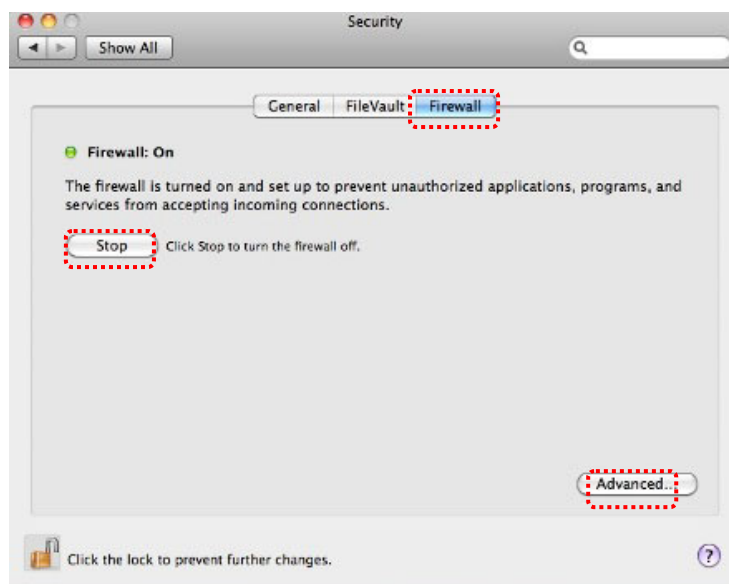 Security
Show All
General FileVault Firewall
Firewall: On
The firewall is turned on and set up to prevent unauthorized applications, programs, and
services from accepting incoming connections.
Stop Click Stop to turn the firewall off.
Advanced...
Click the lock to prevent further changes.
?